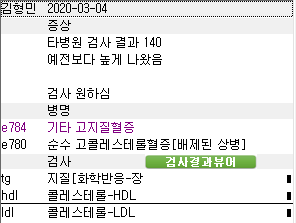 김형민 2020-03-04
증상
타병원 검사 결과 140
예전보다 높게 나왔음
검사 원하심
병명
e784 기타 고지질혈증
e780 순수 고콜레스테롤혈증[배제된 상병]
검사 검사결과뷰어
tg 지질[화학반응-장
hdl 콜레스테롤-HDL
ldl 콜레스테롤-LDL